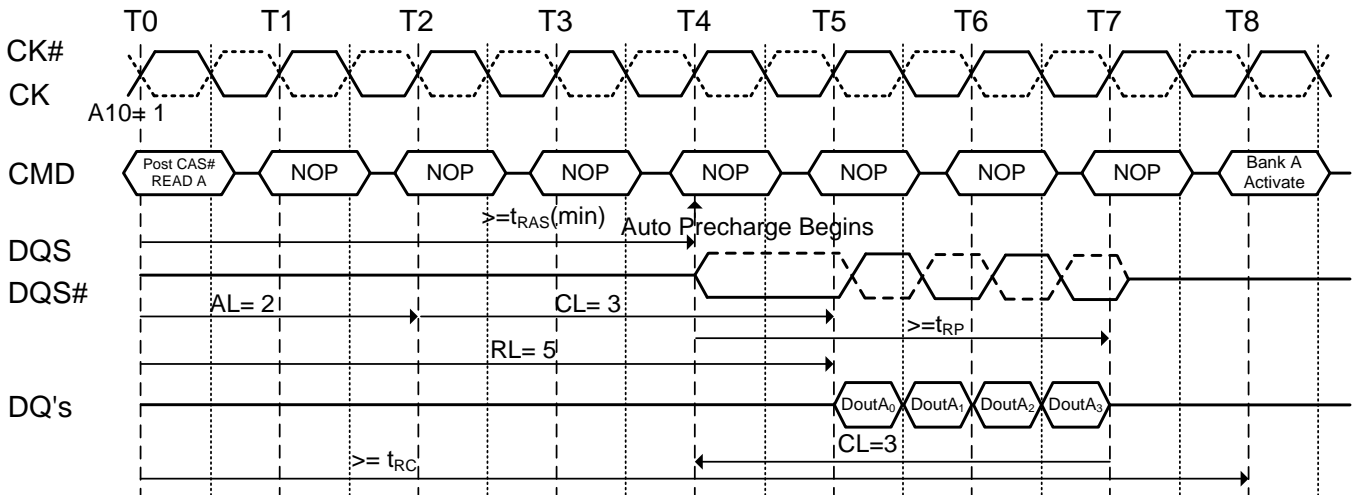 T0 T1 T2 T3 T4 T5 T6 T7 T8
CK#
CK
A10= 1
CMD
Post CAS#
READ A
NOP NOP NOP NOP NOP NOP NOP
Bank A
Activate
>=tRAS(min)
Auto Precharge Begins
DQS
DQS#
AL= 2
CL= 3
>=tRP
RL= 5
DQ's
DoutA0 DoutA1 DoutA2 DoutA3
CL=3
>= tRC